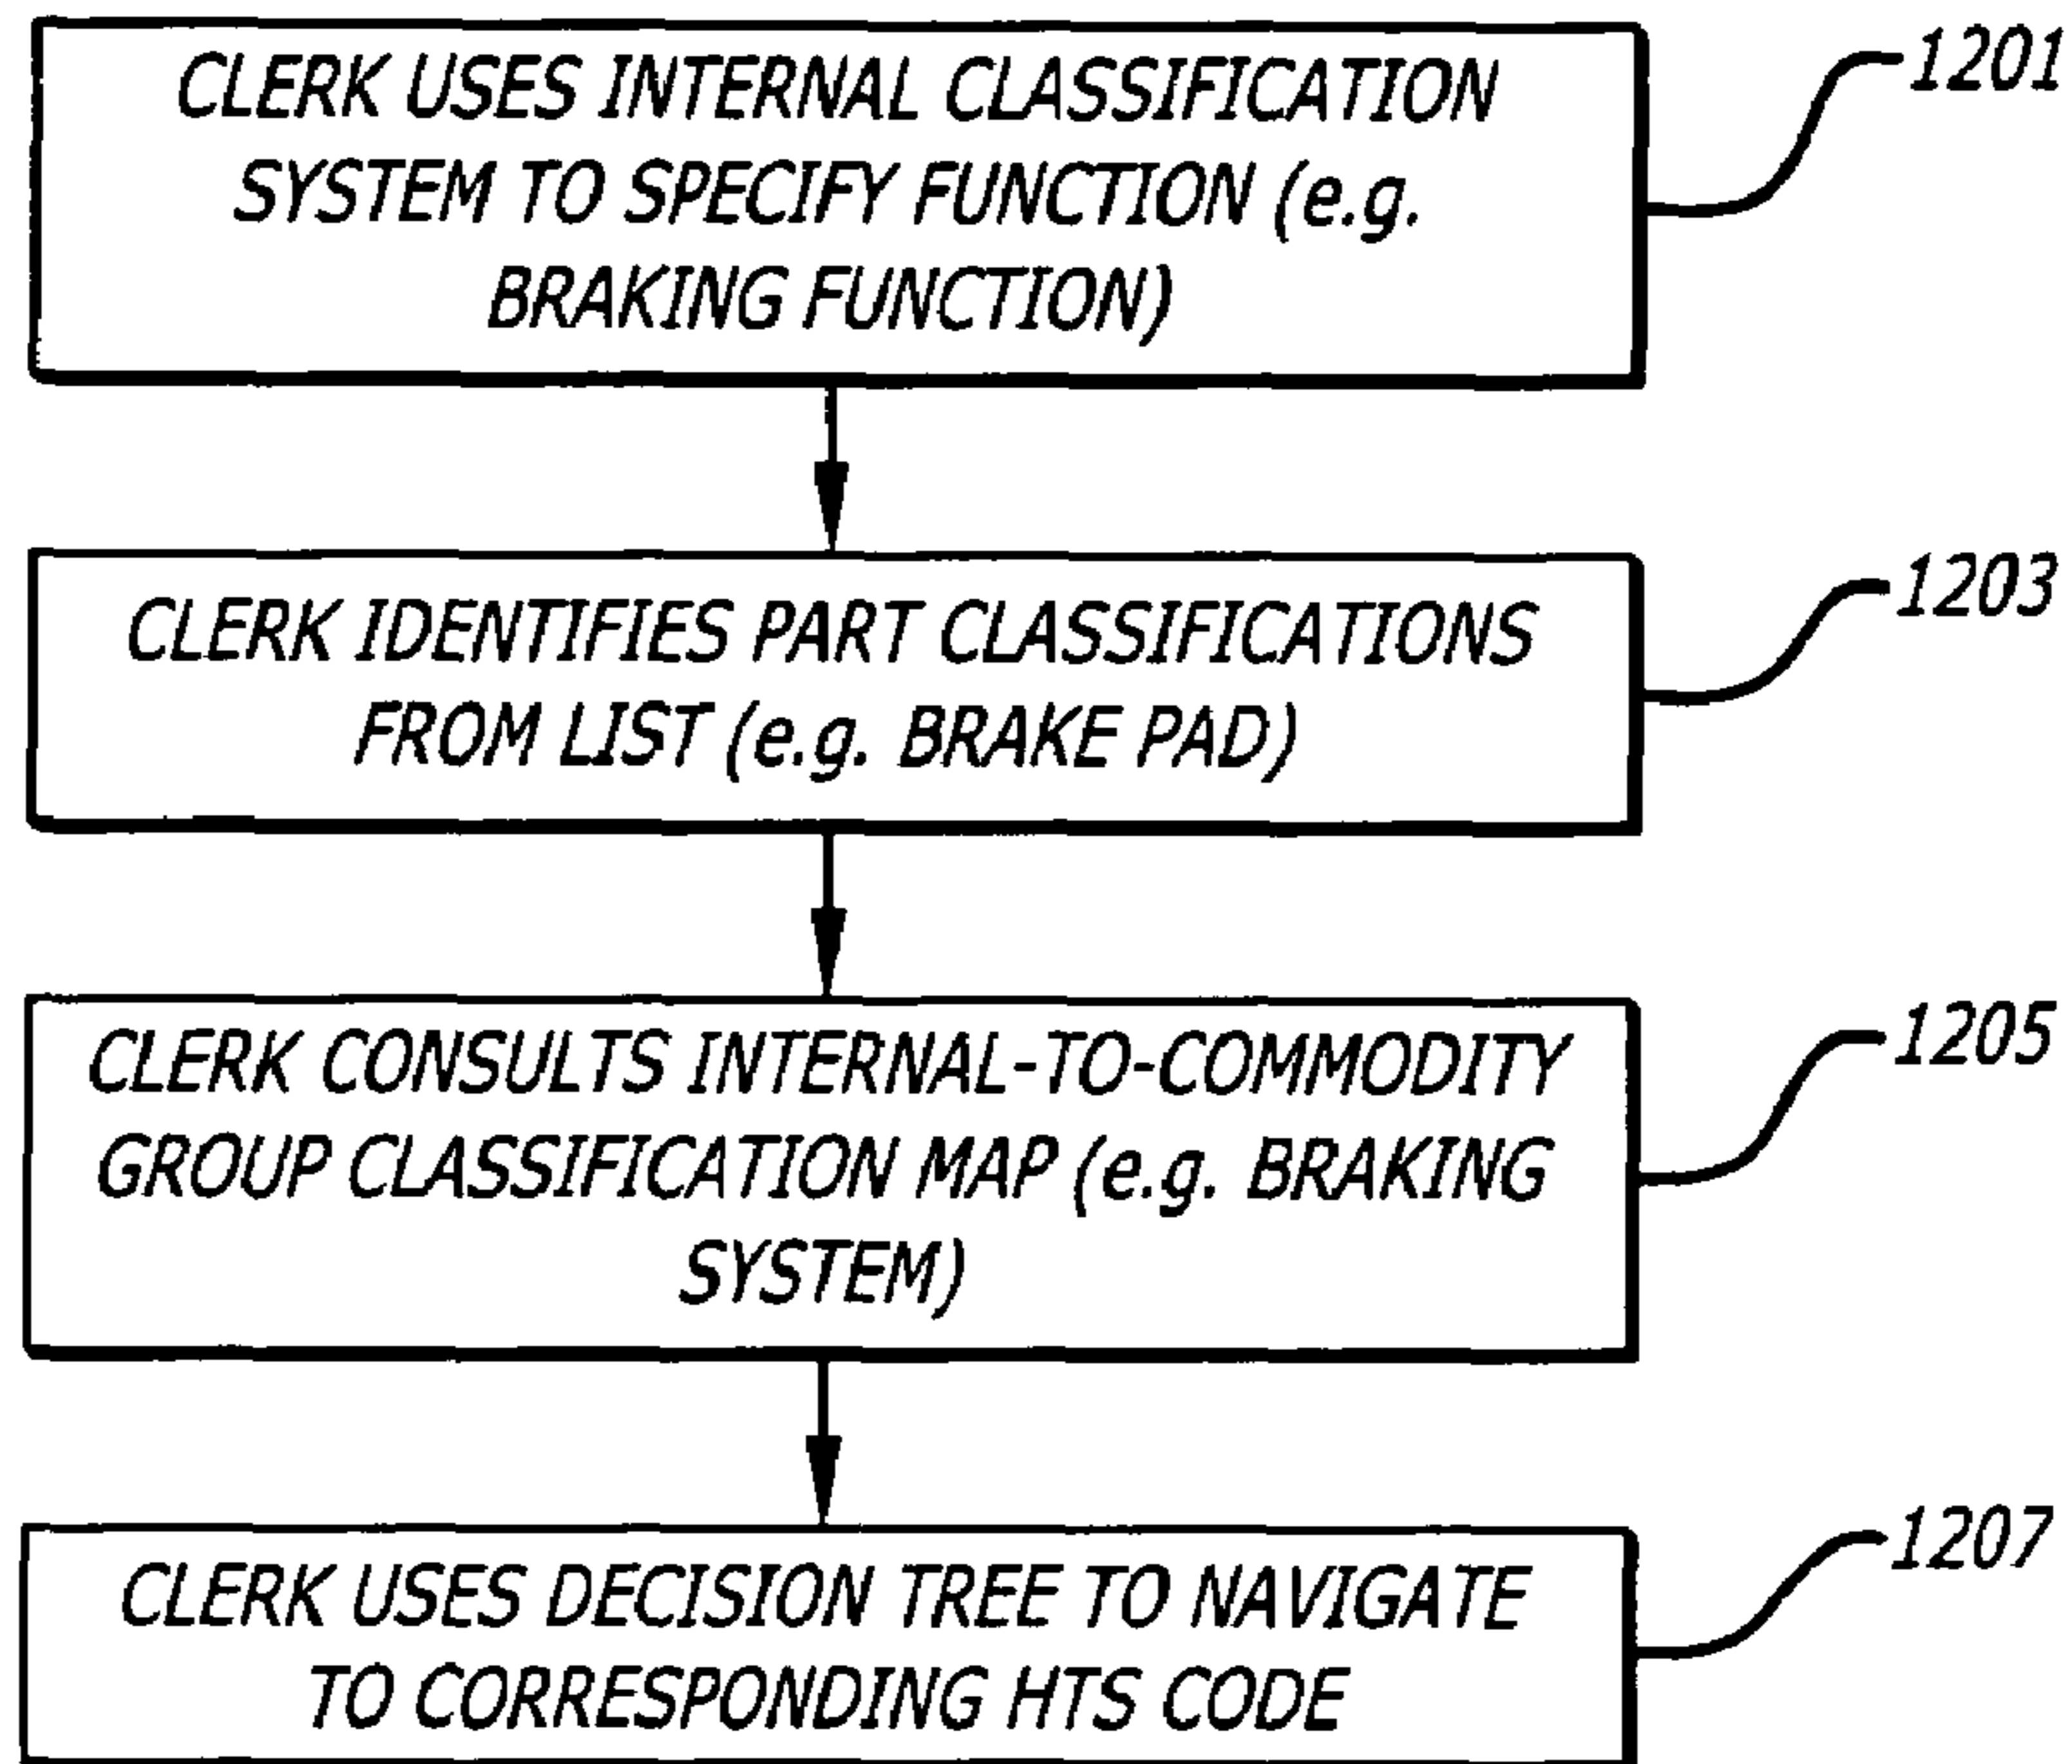 CLERK USES INTERNAL CLASSIFICATION
SYSTEM TO SPECIFY FUNCTION (e.g.
BRAKING FUNCTION)
1201
CLERK IDENTIFIES PART CLASSIFICATIONS
FROM LIST (e.g. BRAKE PAD)
1203
CLERK CONSULTS INTERNAL-TO-COMMODITY
GROUP CLASSIFICATION MAP (e.g. BRAKING
SYSTEM)
1205
CLERK USES DECISION TREE TO NAVIGATE
TO CORRESPONDING HTS CODE
1207